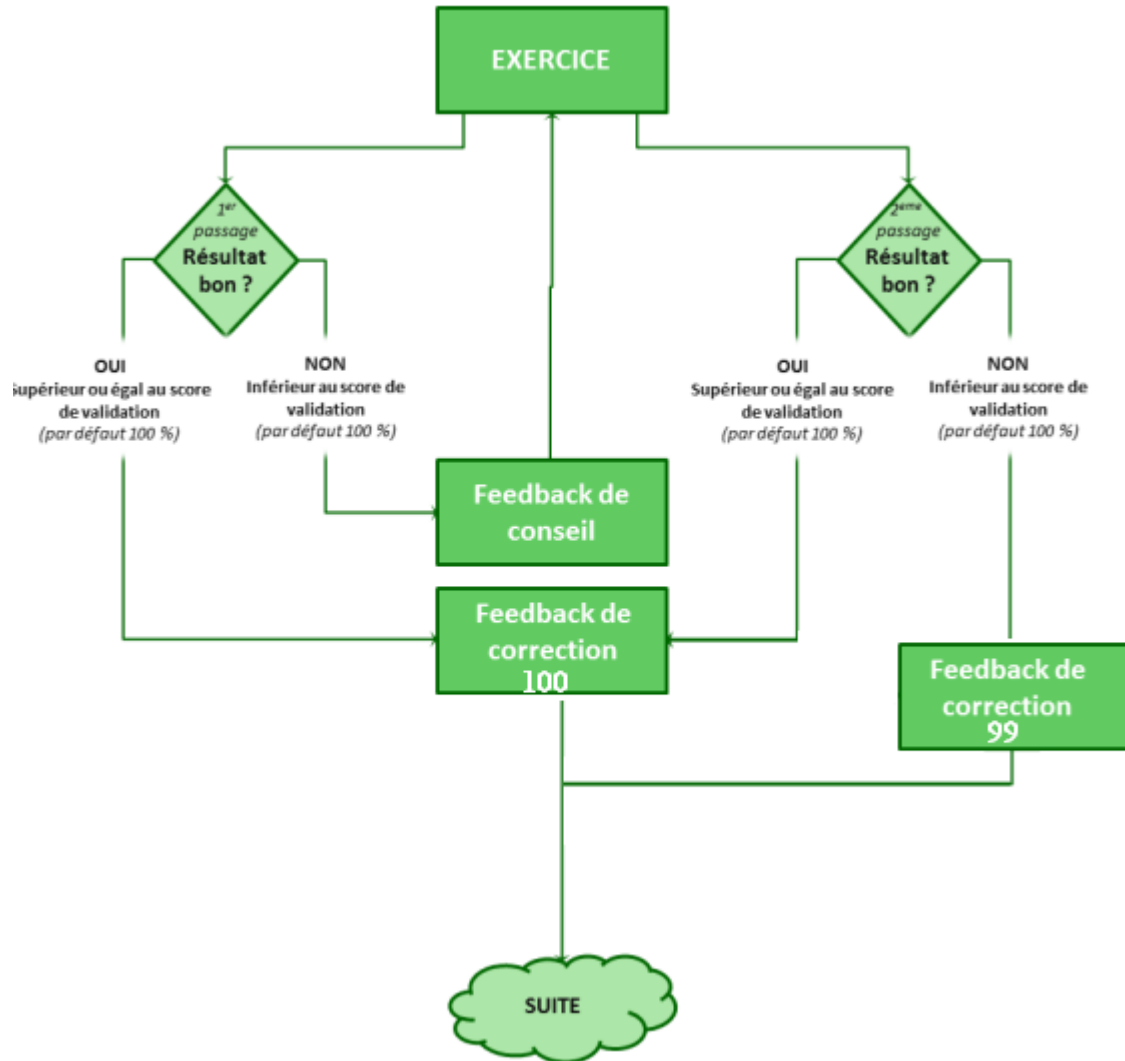 EXERCICE
1er
passage
Résultat
bon ?
2eme
passage
Résultat
bon ?
OUI
Supérieur ou égal au score
de validation
(par défaut 100 %)
NON
Inférieur au score de
validation
(par défaut 100 %)
OUI
Supérieur ou égal au score
de validation
(par défaut 100 %)
NON
Inférieur au score de
validation
(par défaut 100 %)
Feedback de
conseil
Feedback de
correction
100
Feedback de
correction
99
SUITE